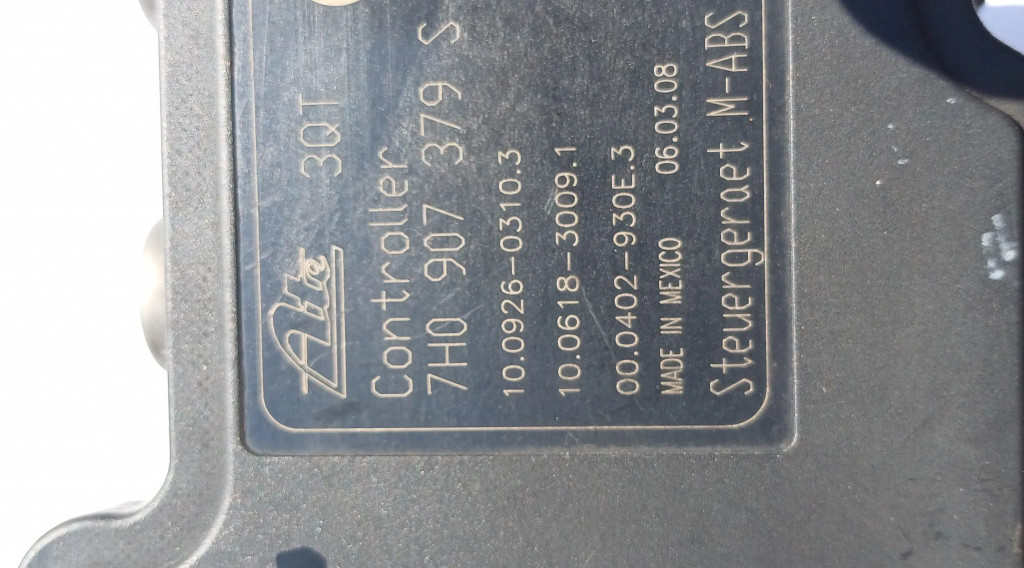 Ate 3QT
Controller
7H0 907 379 S
10.0926-0310.3
10.0618-3009.1
00.0402-930E.3
MADE IN MEXICO 06.03.08
Steuergeraet M-ABS